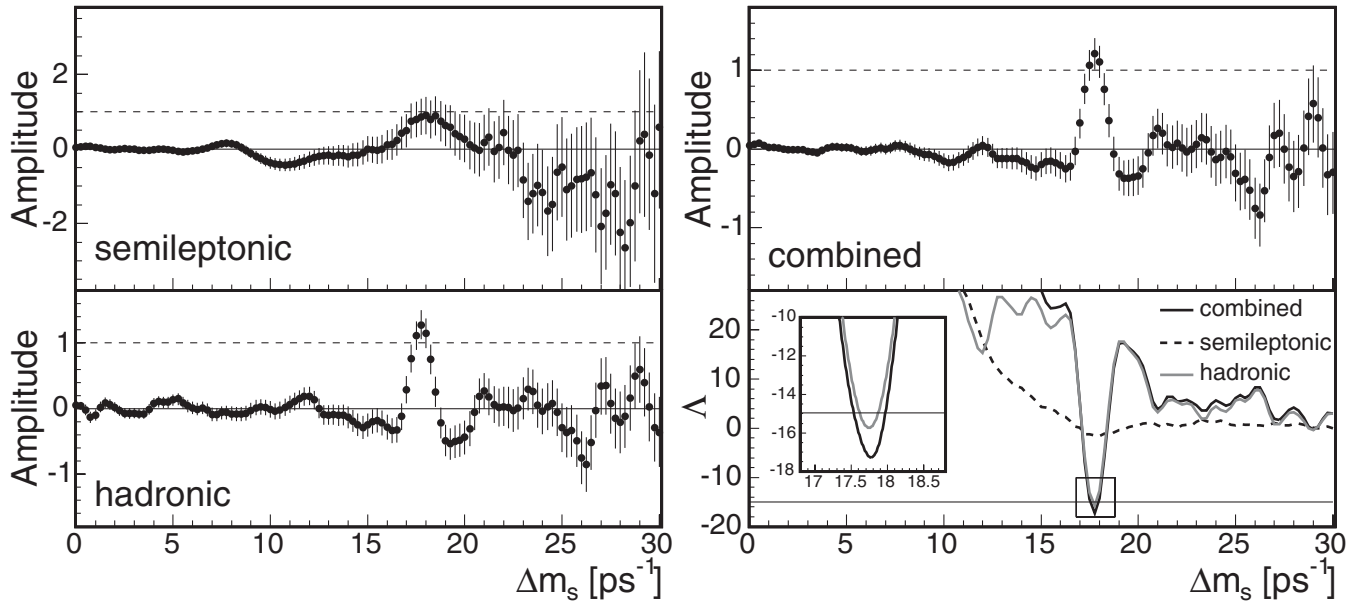 Amplitude
2
0
-2
semileptonic
Amplitude
1
0
-1
hadronic
0 5 10 15 20 25 30
Δmₛ [ps⁻¹]
Amplitude
1
0
-1
combined
Λ
20
10
0
-10
-20
combined
semileptonic
hadronic
-10
-12
-14
-16
-18
17 17.5 18 18.5
0 5 10 15 20 25 30
Δmₛ [ps⁻¹]